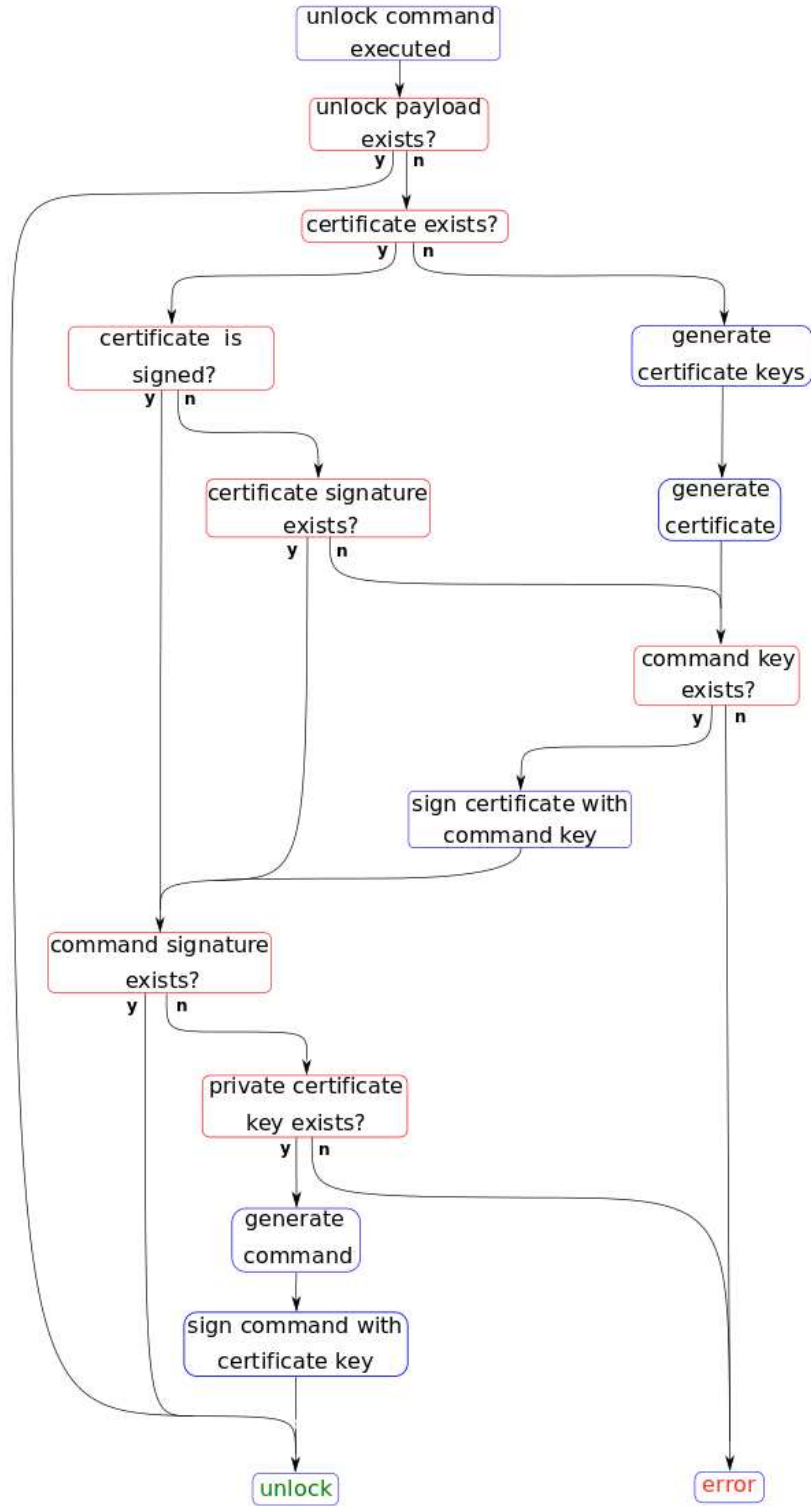 unlock command
executed
unlock payload
exists?
y n
certificate exists?
y n
certificate is
signed?
y n
generate
certificate keys
certificate signature
exists?
y n
generate
certificate
command key
exists?
y n
sign certificate with
command key
command signature
exists?
y n
private certificate
key exists?
y n
generate
command
sign command with
certificate key
unlock
error